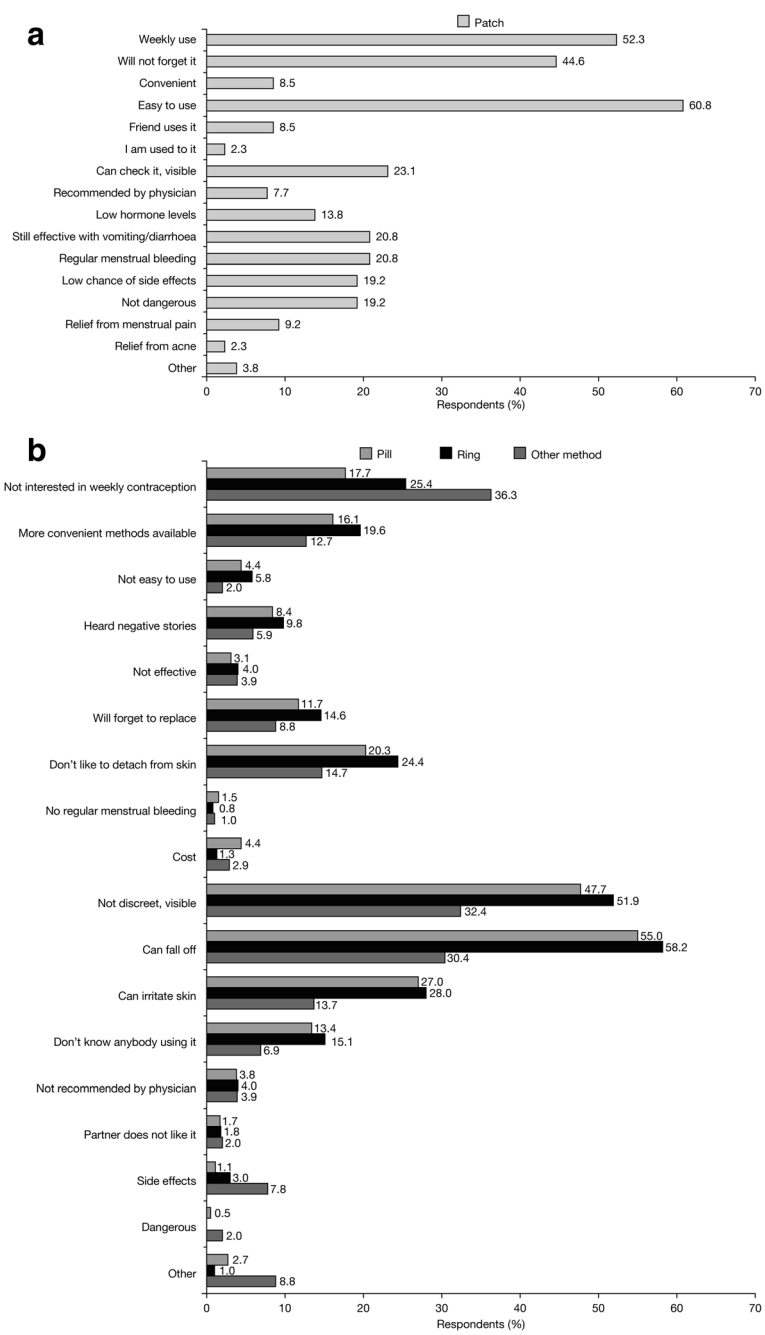 a
Patch
Weekly use 52.3
Will not forget it 44.6
Convenient 8.5
Easy to use 60.8
Friend uses it 8.5
I am used to it 2.3
Can check it, visible 23.1
Recommended by physician 7.7
Low hormone levels 13.8
Still effective with vomiting/diarrhoea 20.8
Regular menstrual bleeding 20.8
Low chance of side effects 19.2
Not dangerous 19.2
Relief from menstrual pain 9.2
Relief from acne 2.3
Other 3.8
0 10 20 30 40 50 60 70
Respondents (%)
b
Pill Ring Other method
17.7
Not interested in weekly contraception 25.4
36.3
16.1
More convenient methods available 19.6
12.7
4.4
Not easy to use 5.8
2.0
8.4
Heard negative stories 9.8
5.9
3.1
Not effective 4.0
3.9
11.7
Will forget to replace 14.6
8.8
20.3
Don't like to detach from skin 24.4
14.7
1.5
No regular menstrual bleeding 0.8
1.0
4.4
Cost 1.3
2.9
47.7
Not discreet, visible 51.9
32.4
55.0
Can fall off 58.2
30.4
27.0
Can irritate skin 28.0
13.7
13.4
Don't know anybody using it 15.1
6.9
3.8
Not recommended by physician 4.0
3.9
1.7
Partner does not like it 1.8
2.0
1.1
Side effects 3.0
7.8
0.5
Dangerous
2.0
2.7
Other 1.0
8.8
0 10 20 30 40 50 60 70
Respondents (%)